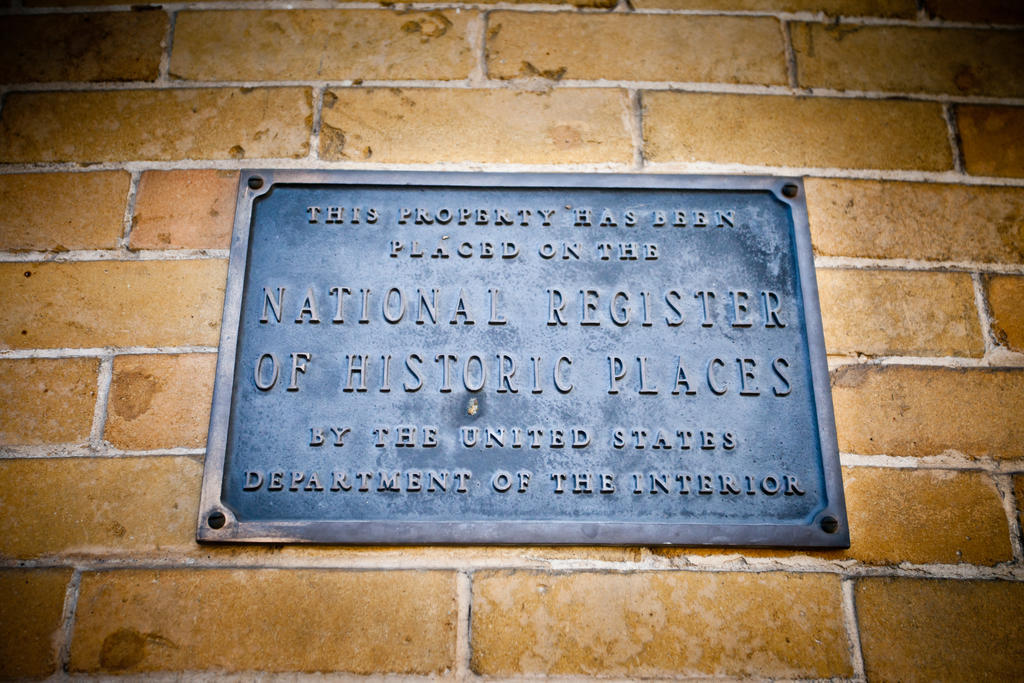 THIS PROPERTY HAS BEEN
PLACED ON THE
NATIONAL REGISTER
OF HISTORIC PLACES
BY THE UNITED STATES
DEPARTMENT OF THE INTERIOR